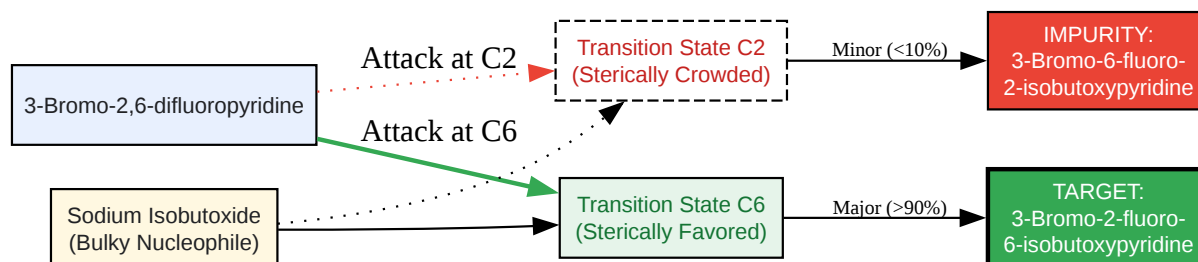 Attack at C2
Transition State C2
(Sterically Crowded)
Minor (<10%)
IMPURITY:
3-Bromo-6-fluoro-
2-isobutoxypyridine
3-Bromo-2,6-difluoropyridine
Attack at C6
Sodium Isobutoxide
(Bulky Nucleophile)
Transition State C6
(Sterically Favored)
Major (>90%)
TARGET:
3-Bromo-2-fluoro-
6-isobutoxypyridine